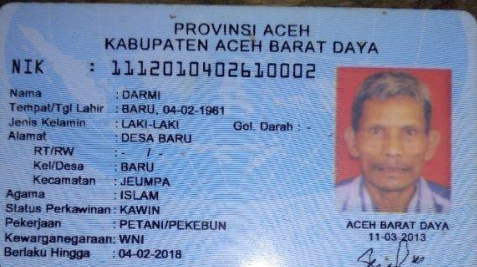 PROVINSI ACEH
KABUPATEN ACEH BARAT DAYA
NIK : 1112010402610002
Nama : DARMI
Tempat/Tgl Lahir : BARU, 04-02-1961
Jenis Kelamin : LAKI-LAKI Gol. Darah : -
Alamat : DESA BARU
RT/RW : - / -
Kel/Desa : BARU
Kecamatan : JEUMPA
Agama : ISLAM
Status Perkawinan : KAWIN
Pekerjaan : PETANI/PEKEBUN
Kewarganegaraan: WNI
Berlaku Hingga : 04-02-2018
ACEH BARAT DAYA
11-03-2013